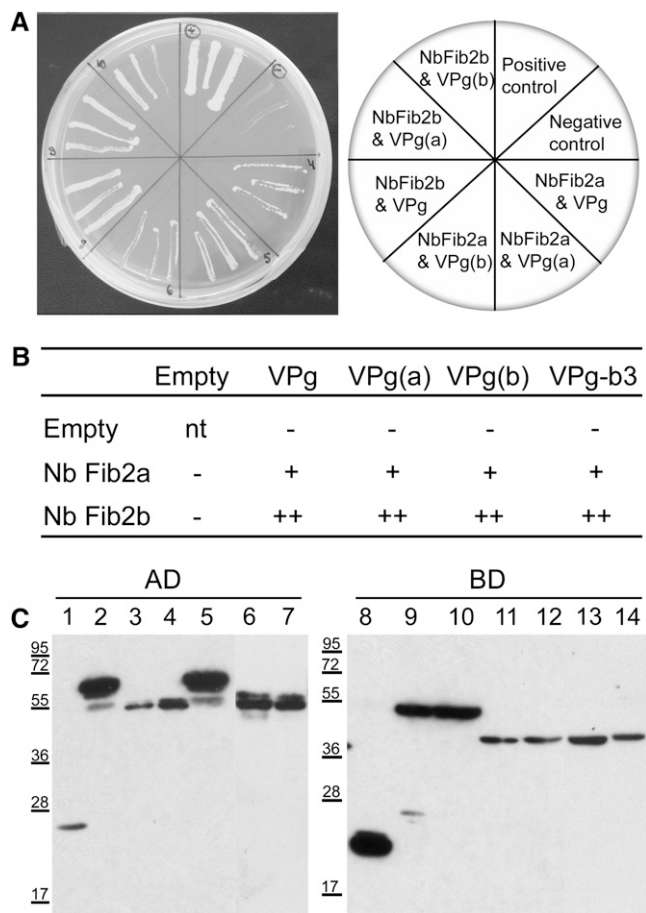 A
+
-
4
5
6
NbFib2b & VPg(b)
Positive control
NbFib2b & VPg(a)
Negative control
NbFib2b & VPg
NbFib2a & VPg
NbFib2a & VPg(b)
NbFib2a & VPg(a)
B
Empty VPg VPg(a) VPg(b) VPg-b3
Empty nt - - - -
Nb Fib2a - + + + +
Nb Fib2b - ++ ++ ++ ++
AD BD
C 1 2 3 4 5 6 7 8 9 10 11 12 13 14
95 95
72 72
55 55
36 36
28 28
17 17